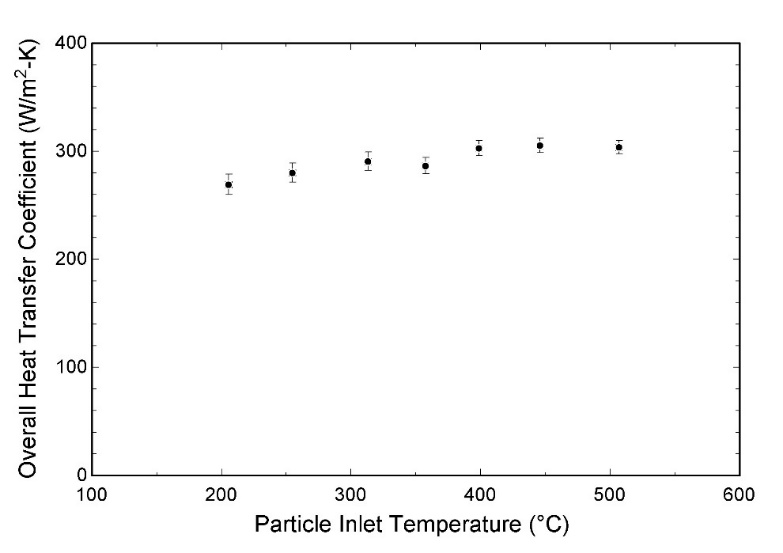 400
300
200
100
0
100 200 300 400 500 600
Overall Heat Transfer Coefficient (W/m²-K)
Particle Inlet Temperature (°C)